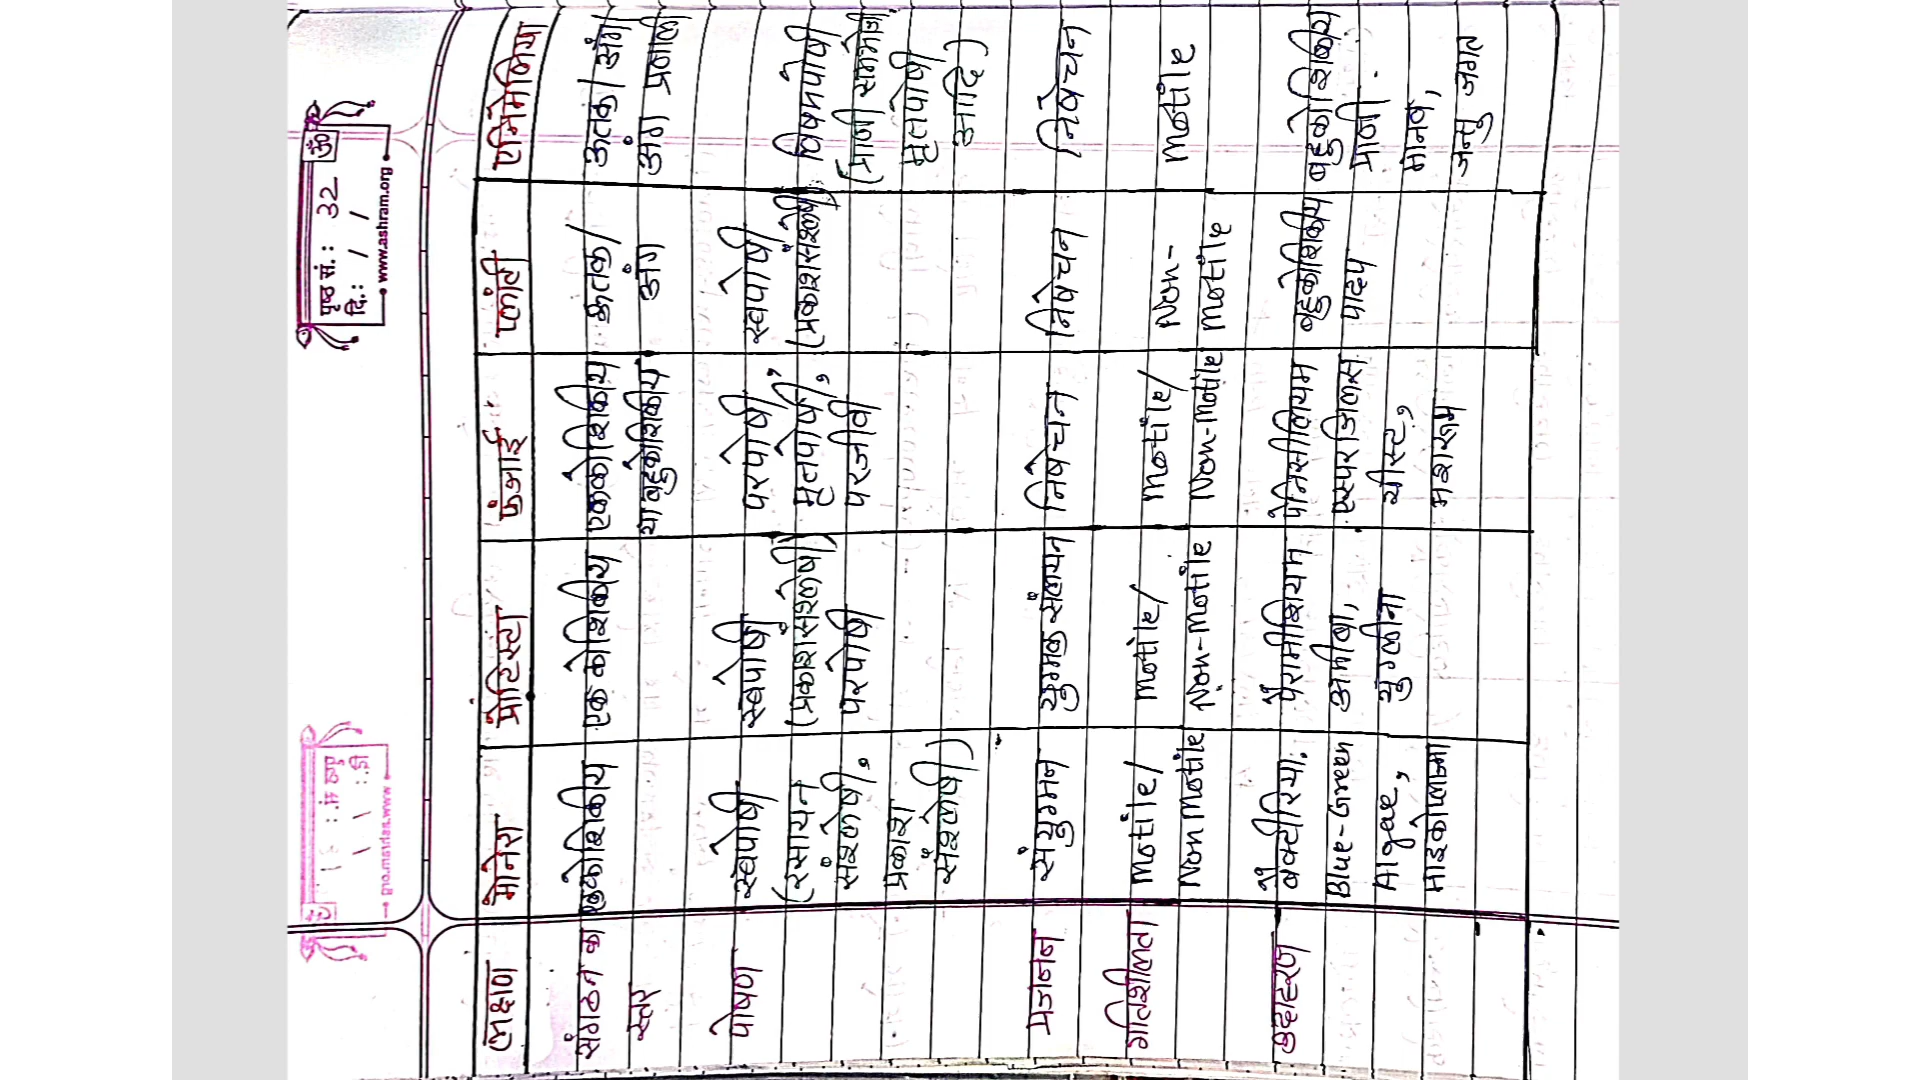 पृष्ठ सं.: 32
दि.: / /
www.ashram.org
लक्षण मोनेरा प्रोटिस्टा फंजाई प्लांटी एनिमेलिया
संगठन का एककोशिकीय एक कोशिकीय एककोशिकीय ऊतक/ ऊतक/अंग/
स्तर या बहुकोशिकीय अंग अंग प्रणाली
पोषण स्वपोषी स्वपोषी परपोषी, स्वपोषी विषमपोषी
(रसायन (प्रकाशसंश्लेषी) मृतपोषी, (प्रकाशसंश्लेषी) (प्राणी समभोजी
संश्लेषी, परपोषी परजीवी मृतपोषी
प्रकाश आदि)
संश्लेषी)
प्रजनन संयुग्मन युग्मक संलयन निषेचन निषेचन निषेचन
गतिशीलता Motile/ Motile/ Motile/ Non- Motile
Non Motile Non-Motile Non-Motile Motile
उदाहरण बैक्टीरिया. पैरामीशियम पेनिसीलियम बहुकोशिकीय बहुकोशिकीय
Blue-Green अमीबा, एस्परजिलस पादप प्राणी.
Algae, युग्लीना यीस्ट, मानव,
माइकोप्लाज्मा मशरूम जन्तु जगत